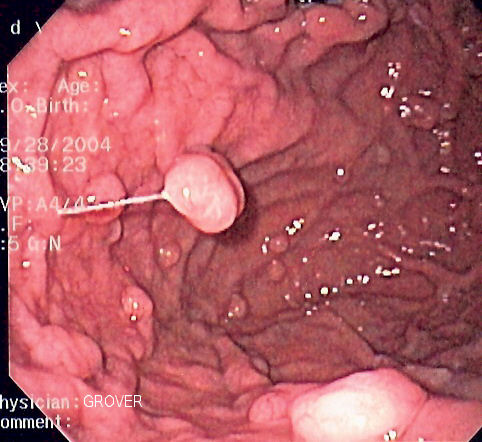 d \
ex: Age:
.O.Birth:
9/28/2004
8:39:23
VP:A4/4
.F:
:5 G:N
hysician: GROVER
omment: